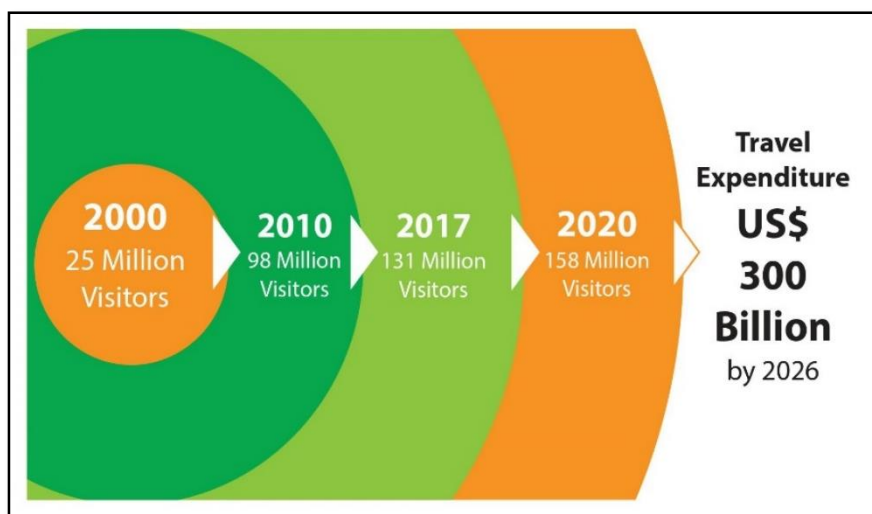 2000
25 Million
Visitors
2010
98 Million
Visitors
2017
131 Million
Visitors
2020
158 Million
Visitors
Travel
Expenditure
US$
300
Billion
by 2026